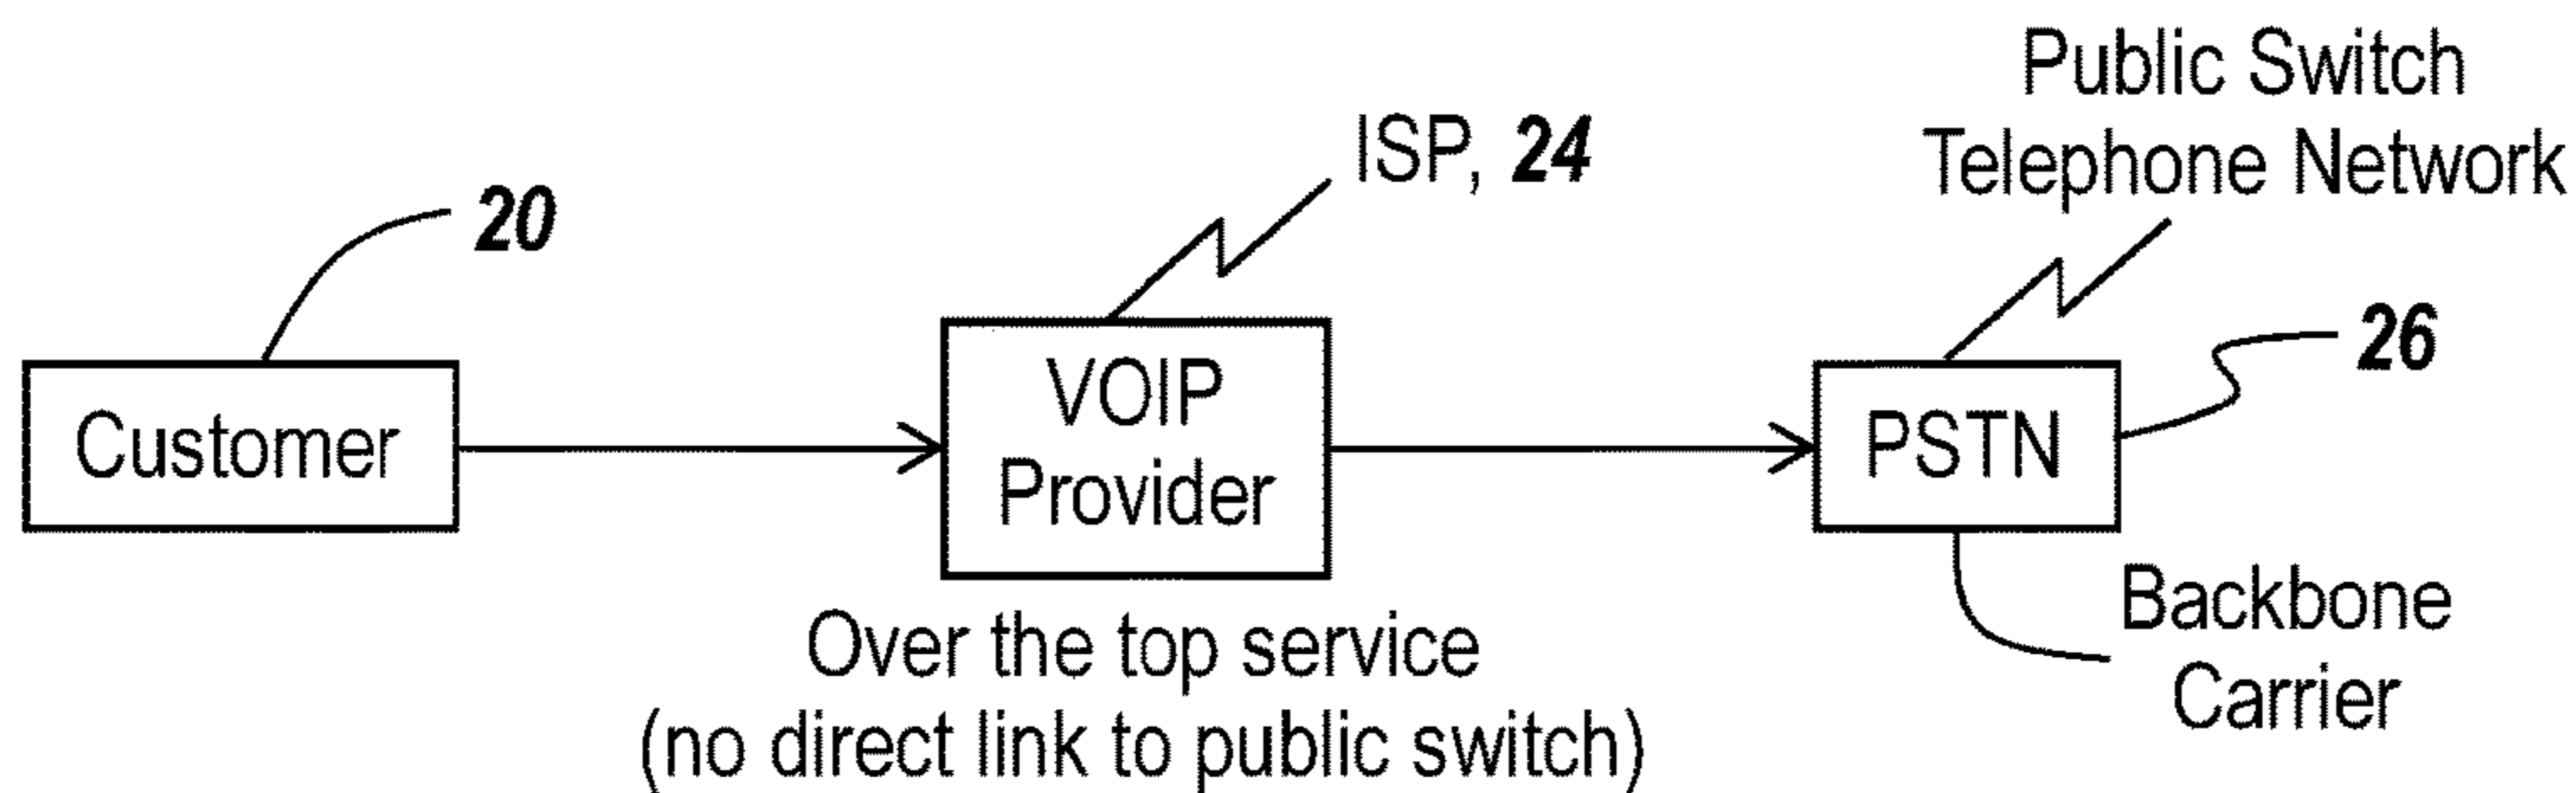 Public Switch
Telephone Network
ISP, 24
20
26
Customer
VOIP
Provider
PSTN
Backbone
Carrier
Over the top service
(no direct link to public switch)